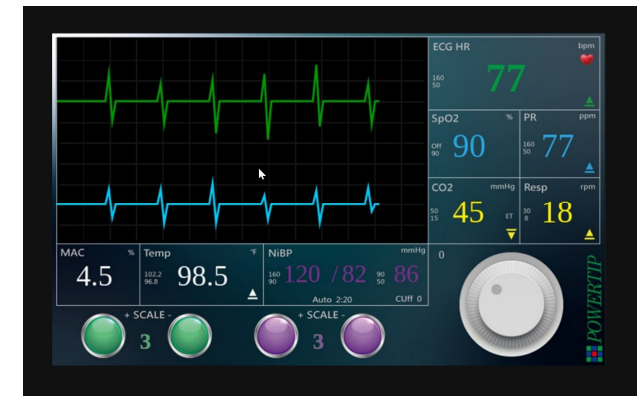 ECG HR bpm
160
50
77
SpO2 %
Off
90
90
PR ppm
160
50
77
CO2 mmHg
50
15
45
ET
Resp rpm
30
8
18
MAC %
4.5
Temp °F
102.2
96.8
98.5
NiBP mmHg
160
90
120 / 82
90
50
86
Auto 2:20 CUff 0
0
+ SCALE -
3
+ SCALE -
3
POWERTIP